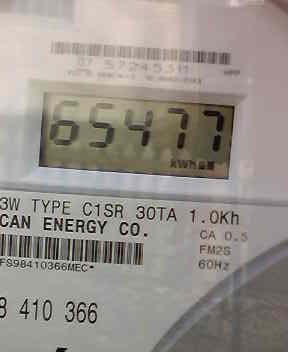 65477
kWh
3W TYPE C1SR 30TA 1.0Kh
CAN ENERGY CO.
CA 0.5
FM2S
FS98410366MEC*
60Hz
8 410 366